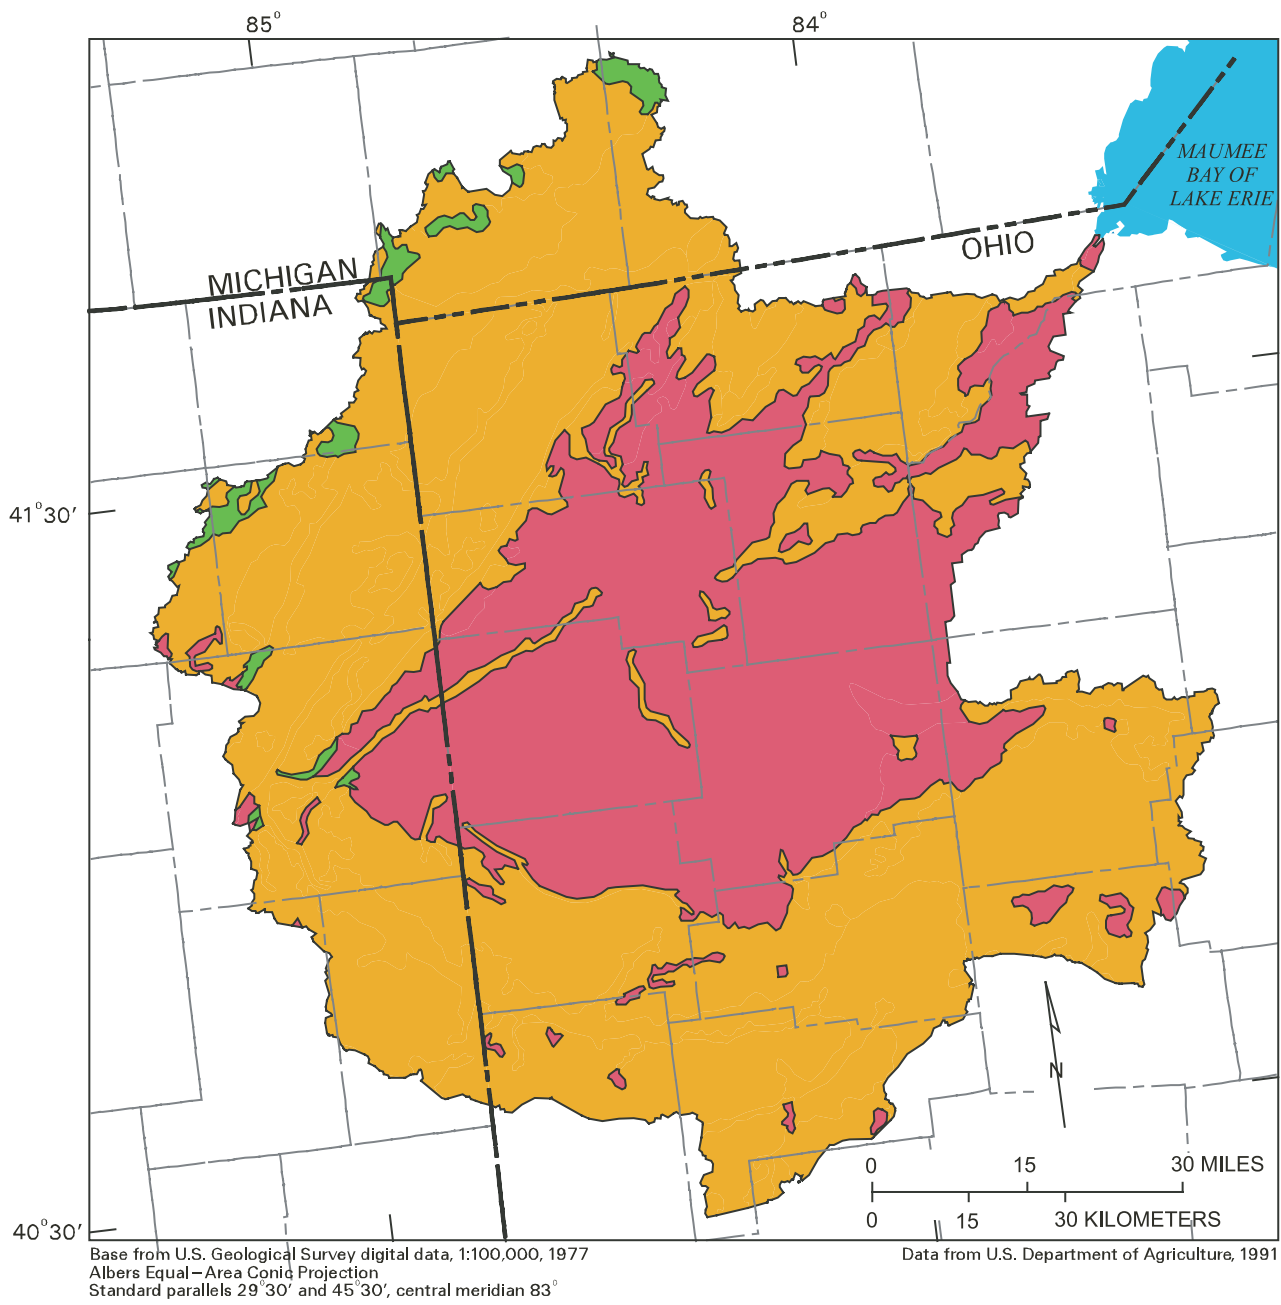 85°
84°
MAUMEE
BAY OF
LAKE ERIE
OHIO
MICHIGAN
INDIANA
41°30′
N
0 15 30 MILES
0 15 30 KILOMETERS
40°30′
Base from U.S. Geological Survey digital data, 1:100,000, 1977
Albers Equal–Area Conic Projection
Standard parallels 29°30′ and 45°30′, central meridian 83°
Data from U.S. Department of Agriculture, 1991